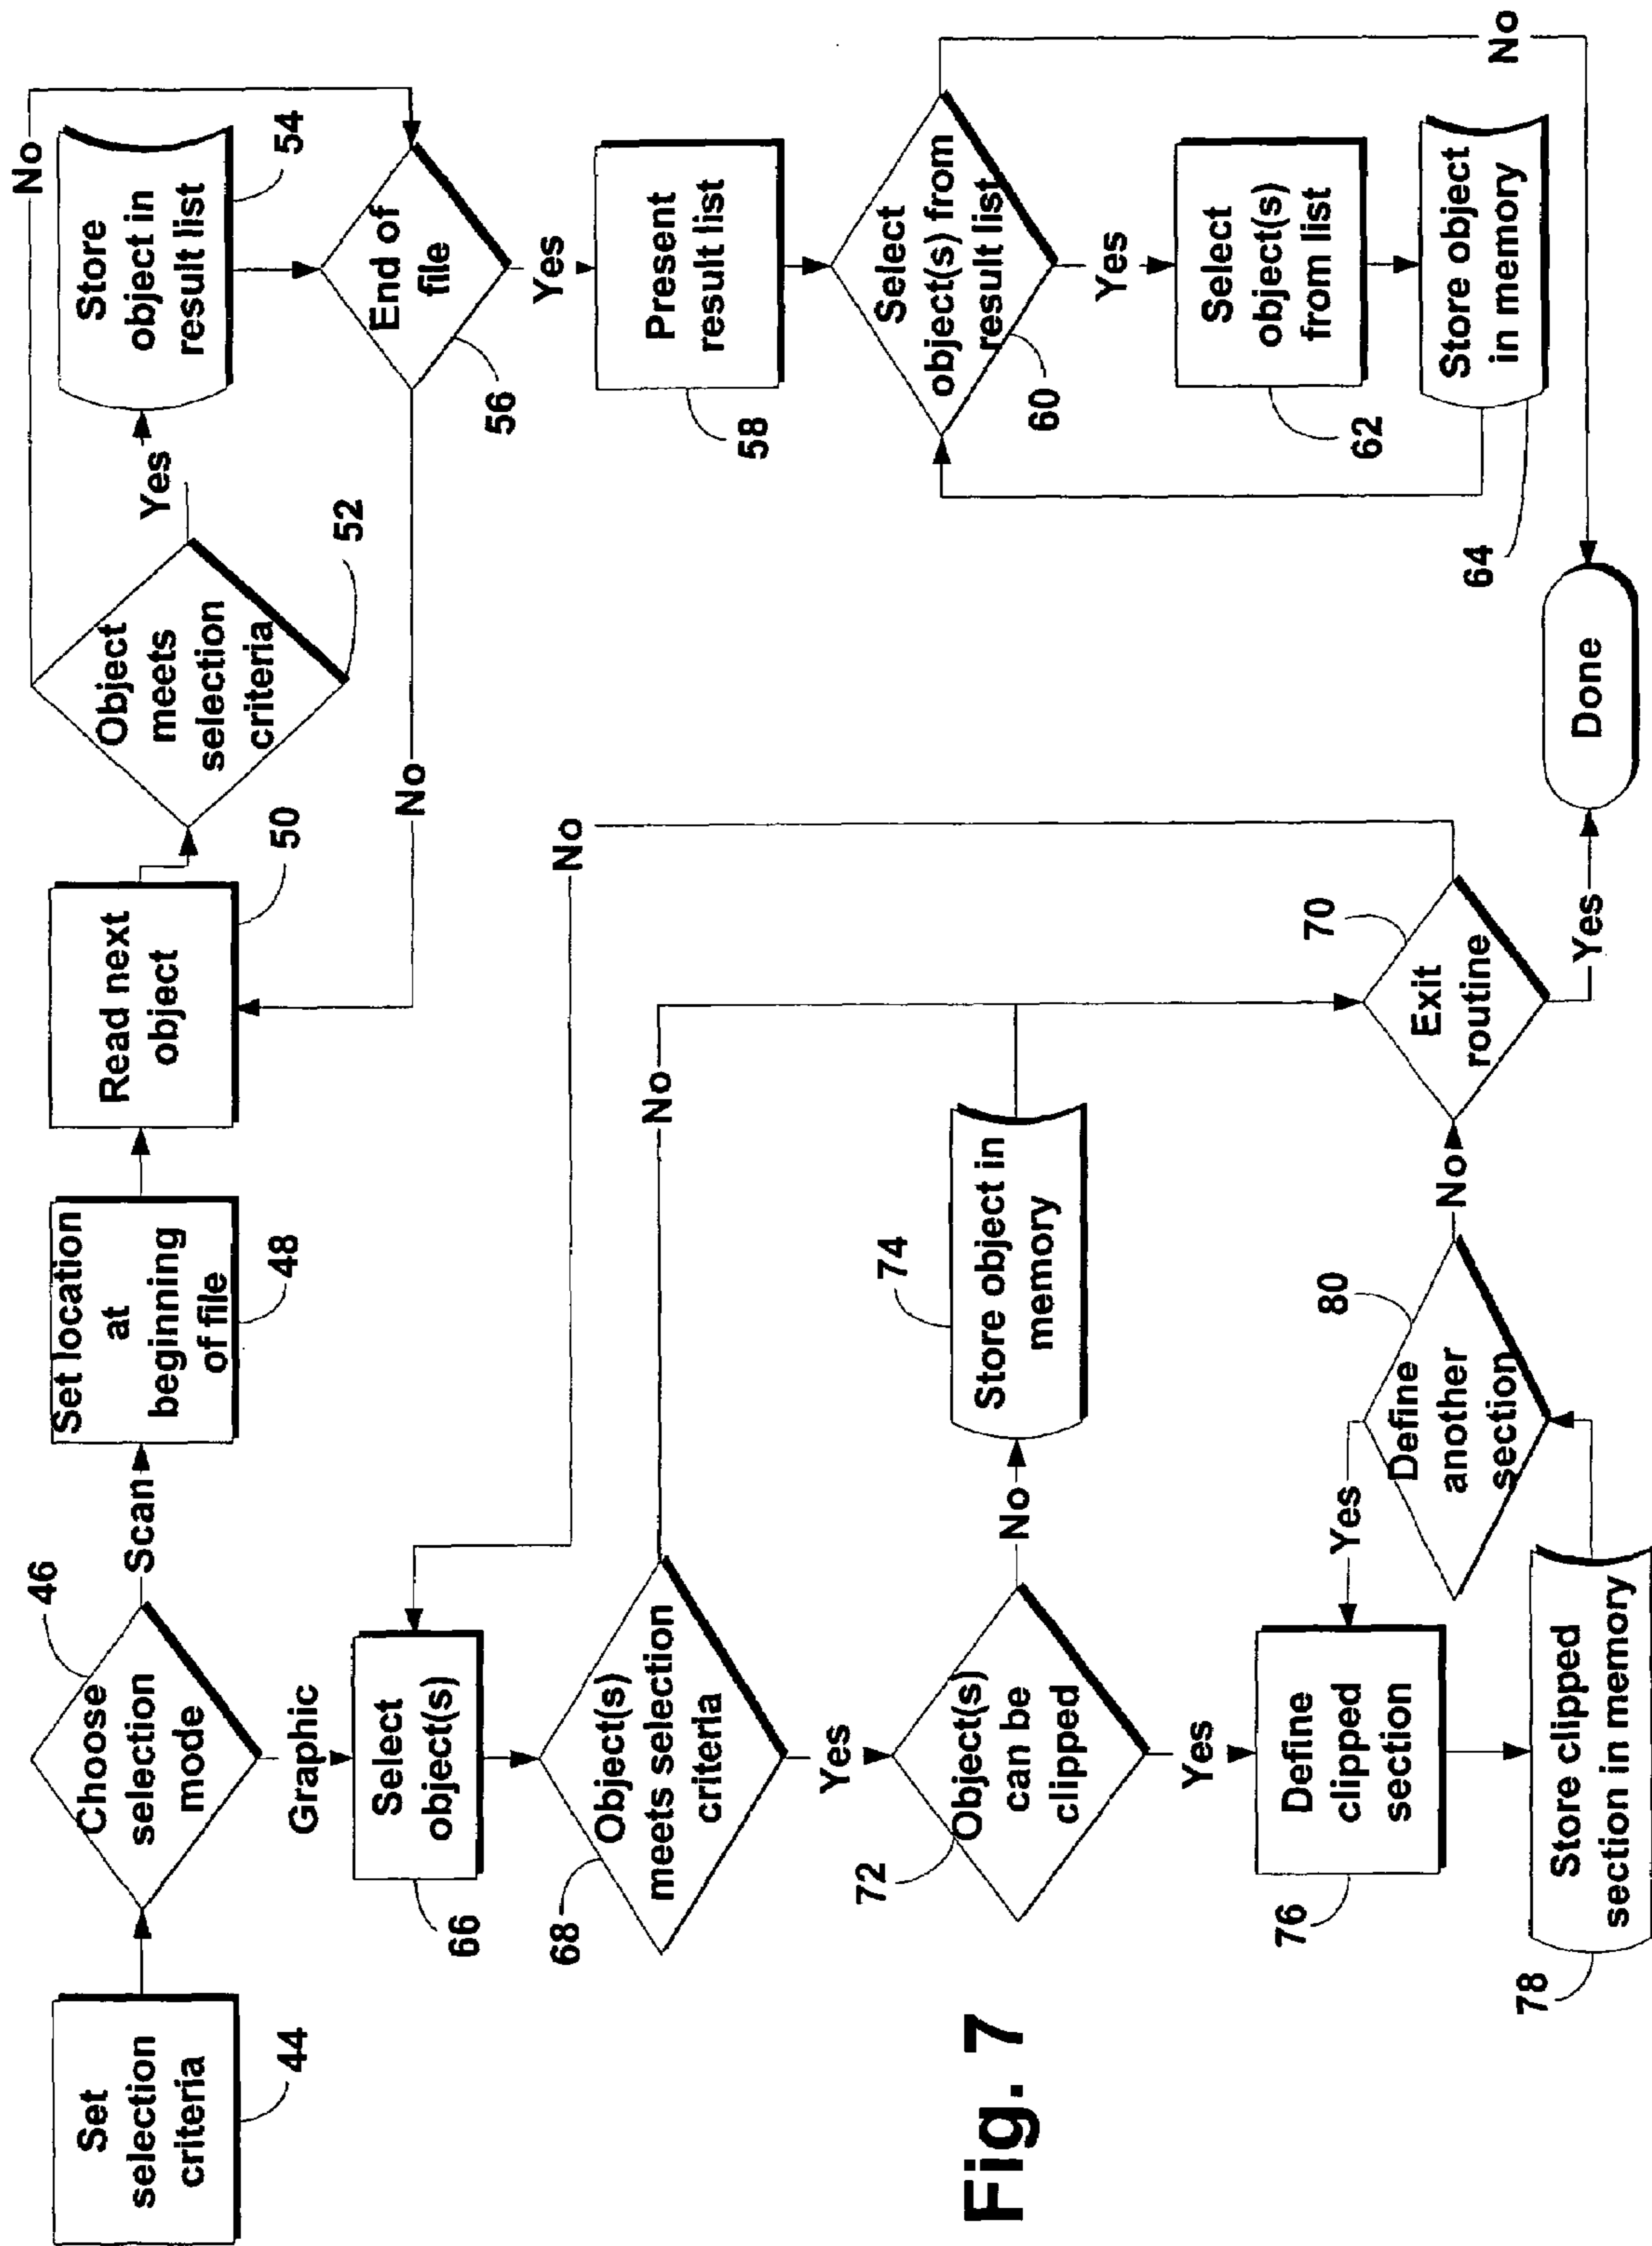 Set
selection
criteria
44
Choose
selection
mode
46
Scan
Graphic
Set location
at
beginning
of file
48
Read next
object
50
Object
meets
selection
criteria
52
Yes
No
Store
object in
result list
54
End of
file
56
No
Yes
Present
result list
58
Select
object(s) from
result list
60
No
Yes
Select
object(s)
from list
62
Store object
in memory
64
Select
object(s)
66
Object(s)
meets selection
criteria
68
No
Yes
Object(s)
can be
clipped
72
No
Yes
Store object in
memory
74
Define
clipped
section
76
Store clipped
section in memory
78
Define
another
section
80
Yes
No
Exit
routine
70
No
Yes
Done
Fig. 7